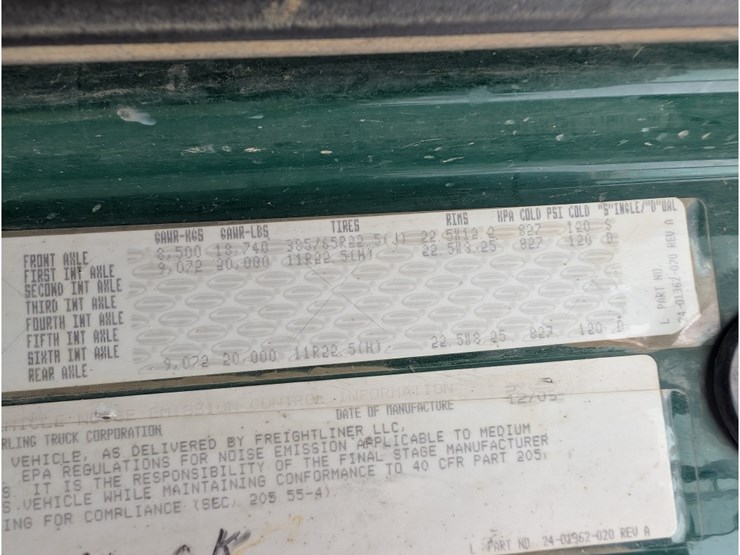 GAWR-KGS GAWR-LBS TIRES RIMS KPA COLD PSI COLD "S"INGLE/"D"UAL
FRONT AXLE 8,500 18,740 385/65R22.5(J) 827 120 S
FIRST INT AXLE 9,072 20,000 11R22.5(H) 22.5X8.25 827 120 D
SECOND INT AXLE
THIRD INT AXLE
FOURTH INT AXLE
FIFTH INT AXLE
SIXTH INT AXLE
REAR AXLE 9,072 20,000 11R22.5(H) 22.5X8.25 827 120 D
L PART NO. REV A
NOISE EMISSION CONTROL INFORMATION
RLING TRUCK CORPORATION DATE OF MANUFACTURE 12/05
VEHICLE, AS DELIVERED BY FREIGHTLINER LLC,
EPA REGULATIONS FOR NOISE EMISSION APPLICABLE TO MEDIUM
S. IT IS THE RESPONSIBILITY OF THE FINAL STAGE MANUFACTURER
S VEHICLE WHILE MAINTAINING CONFORMANCE TO 40 CFR PART 205,
ING FOR COMPLIANCE (SEC. 205 55-4)
L PART NO 24-01362-020 REV A